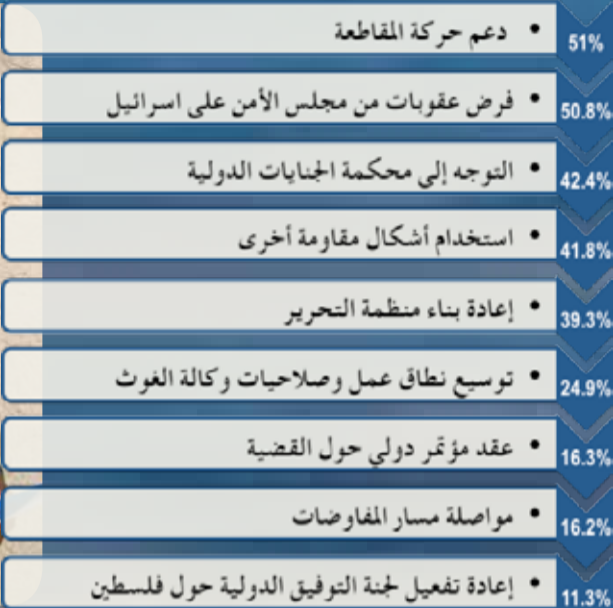 • دعم حركة المقاطعة 51%
• فرض عقوبات من مجلس الأمن على اسرائيل 50.8%
• التوجه إلى محكمة الجنايات الدولية 42.4%
• استخدام أشكال مقاومة أخرى 41.8%
• إعادة بناء منظمة التحرير 39.3%
• توسيع نطاق عمل وصلاحيات وكالة الغوث 24.9%
• عقد مؤتمر دولي حول القضية 16.3%
• مواصلة مسار المفاوضات 16.2%
• إعادة تفعيل لجنة التوفيق الدولية حول فلسطين 11.3%